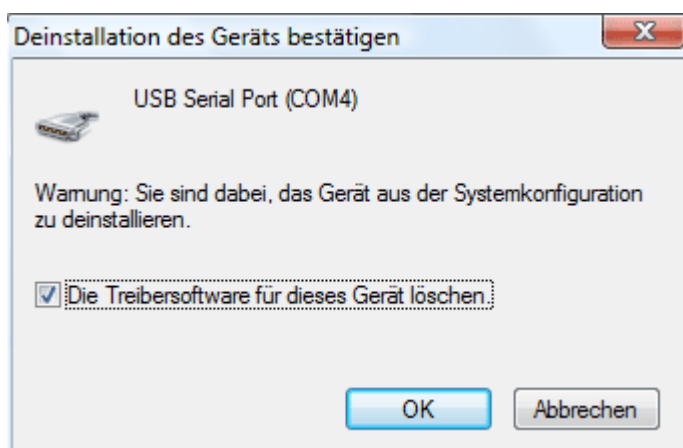 Deinstallation des Geräts bestätigen
USB Serial Port (COM4)
Warnung: Sie sind dabei, das Gerät aus der Systemkonfiguration
zu deinstallieren.
Die Treibersoftware für dieses Gerät löschen.
OK
Abbrechen